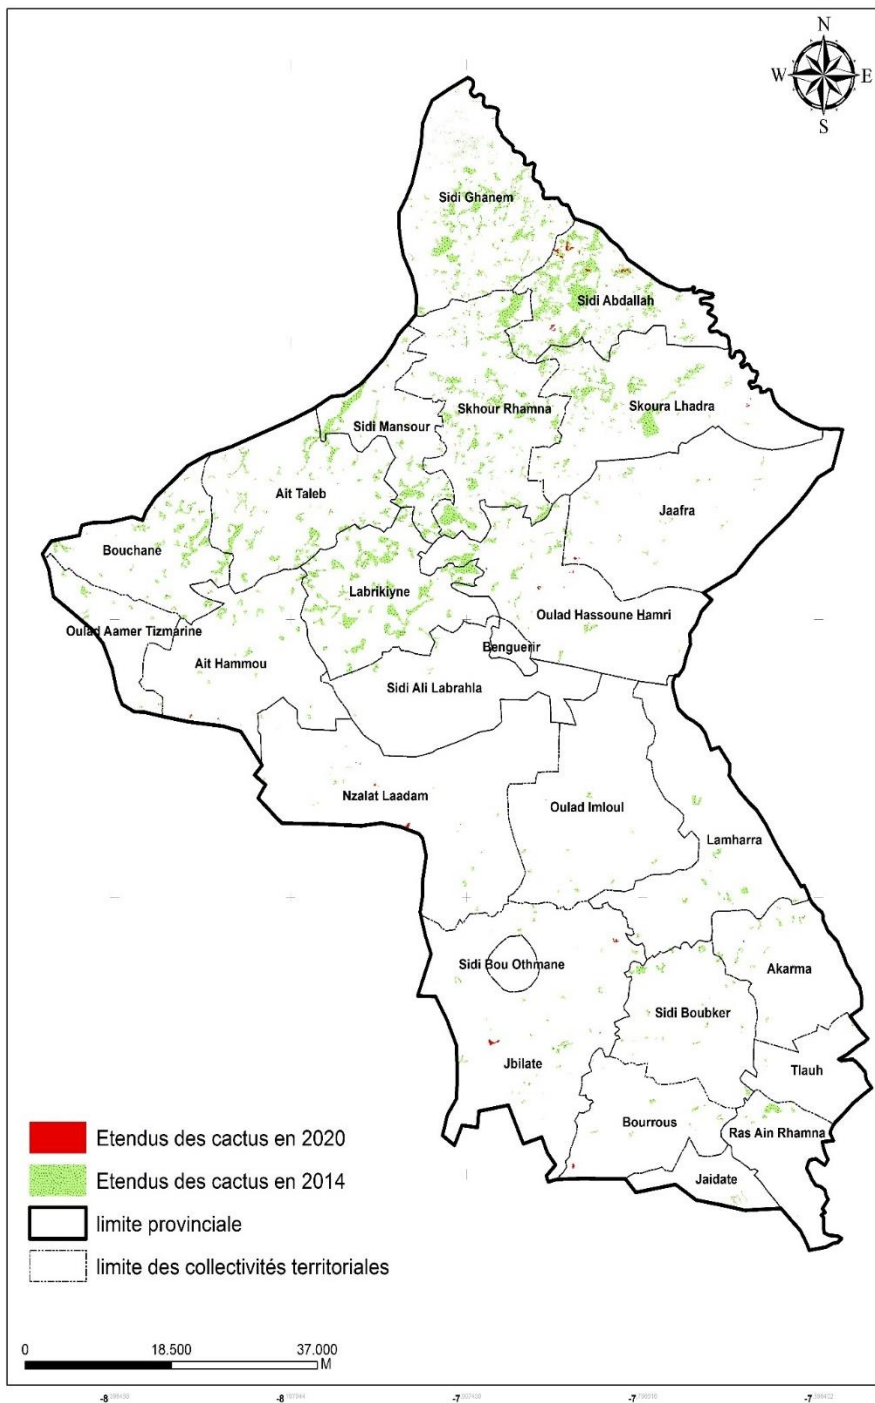 N
W
E
S
Sidi Ghanem
Sidi Abdallah
Skhour Rhamna
Skoura Lhadra
Sidi Mansour
Ait Taleb
Jaafra
Bouchane
Labrikiyne
Oulad Hassoune Hamri
Oulad Aamer Tizmarine
Benguerir
Ait Hammou
Sidi Ali Labrahla
Nzalat Laadam
Oulad Imloul
Lamharra
Sidi Bou Othmane
Akarma
Sidi Boubker
Jbilate
Tlauh
Bourrous
Ras Ain Rhamna
Jaidate
Etendus des cactus en 2020
Etendus des cactus en 2014
limite provinciale
limite des collectivités territoriales
0 18.500 37.000
M